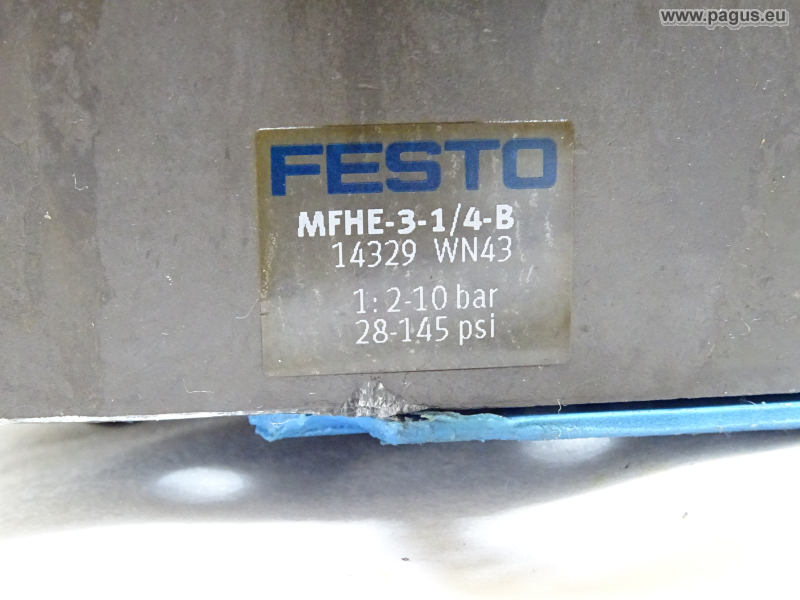 www.pagus.eu
FESTO
MFHE-3-1/4-B
14329 WN43
1: 2-10 bar
28-145 psi